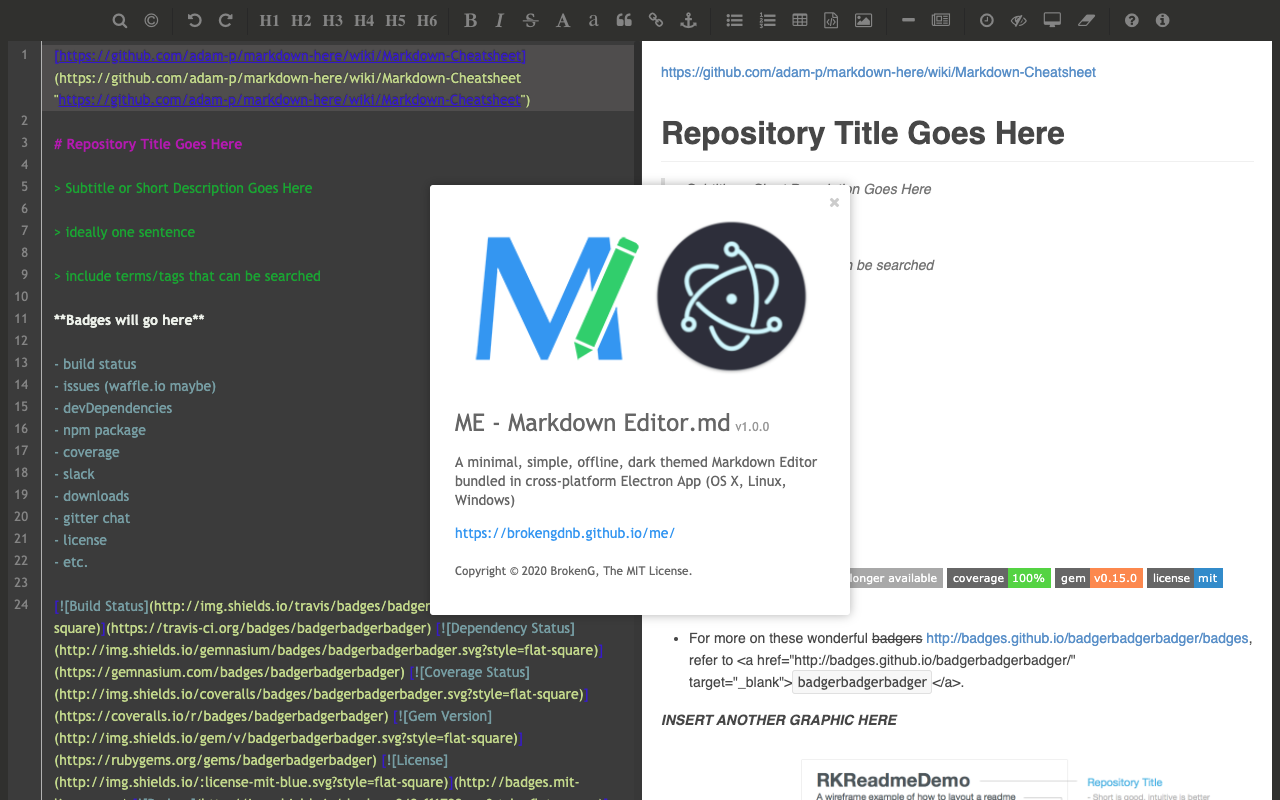 H1 H2 H3 H4 H5 H6 B I S A a
1 [https://github.com/adam-p/markdown-here/wiki/Markdown-Cheatsheet]
(https://github.com/adam-p/markdown-here/wiki/Markdown-Cheatsheet
"https://github.com/adam-p/markdown-here/wiki/Markdown-Cheatsheet")
2
3 # Repository Title Goes Here
4
5 > Subtitle or Short Description Goes Here
6
7 > ideally one sentence
8
9 > include terms/tags that can be searched
10
11 **Badges will go here**
12
13 - build status
14 - issues (waffle.io maybe)
15 - devDependencies
16 - npm package
17 - coverage
18 - slack
19 - downloads
20 - gitter chat
21 - license
22 - etc.
23
24 [![Build Status](http://img.shields.io/travis/badges/badger
square)](https://travis-ci.org/badges/badgerbadgerbadger) [![Dependency Status]
(http://img.shields.io/gemnasium/badges/badgerbadgerbadger.svg?style=flat-square)]
(https://gemnasium.com/badges/badgerbadgerbadger) [![Coverage Status]
(http://img.shields.io/coveralls/badges/badgerbadgerbadger.svg?style=flat-square)]
(https://coveralls.io/r/badges/badgerbadgerbadger) [![Gem Version]
(http://img.shields.io/gem/v/badgerbadgerbadger.svg?style=flat-square)]
(https://rubygems.org/gems/badgerbadgerbadger) [![License]
(http://img.shields.io/:license-mit-blue.svg?style=flat-square)](http://badges.mit-
https://github.com/adam-p/markdown-here/wiki/Markdown-Cheatsheet
Repository Title Goes Here
Goes Here
be searched
ME - Markdown Editor.md v1.0.0
A minimal, simple, offline, dark themed Markdown Editor
bundled in cross-platform Electron App (OS X, Linux,
Windows)
https://brokengdnb.github.io/me/
Copyright © 2020 BrokenG, The MIT License.
longer available coverage 100% gem v0.15.0 license mit
• For more on these wonderful badgers http://badges.github.io/badgerbadgerbadger/badges,
refer to <a href="http://badges.github.io/badgerbadgerbadger/"
target="_blank">badgerbadgerbadger</a>.
INSERT ANOTHER GRAPHIC HERE
RKReadmeDemo
A wireframe example of how to layout a readme
Repository Title
- Short is good, intuitive is better